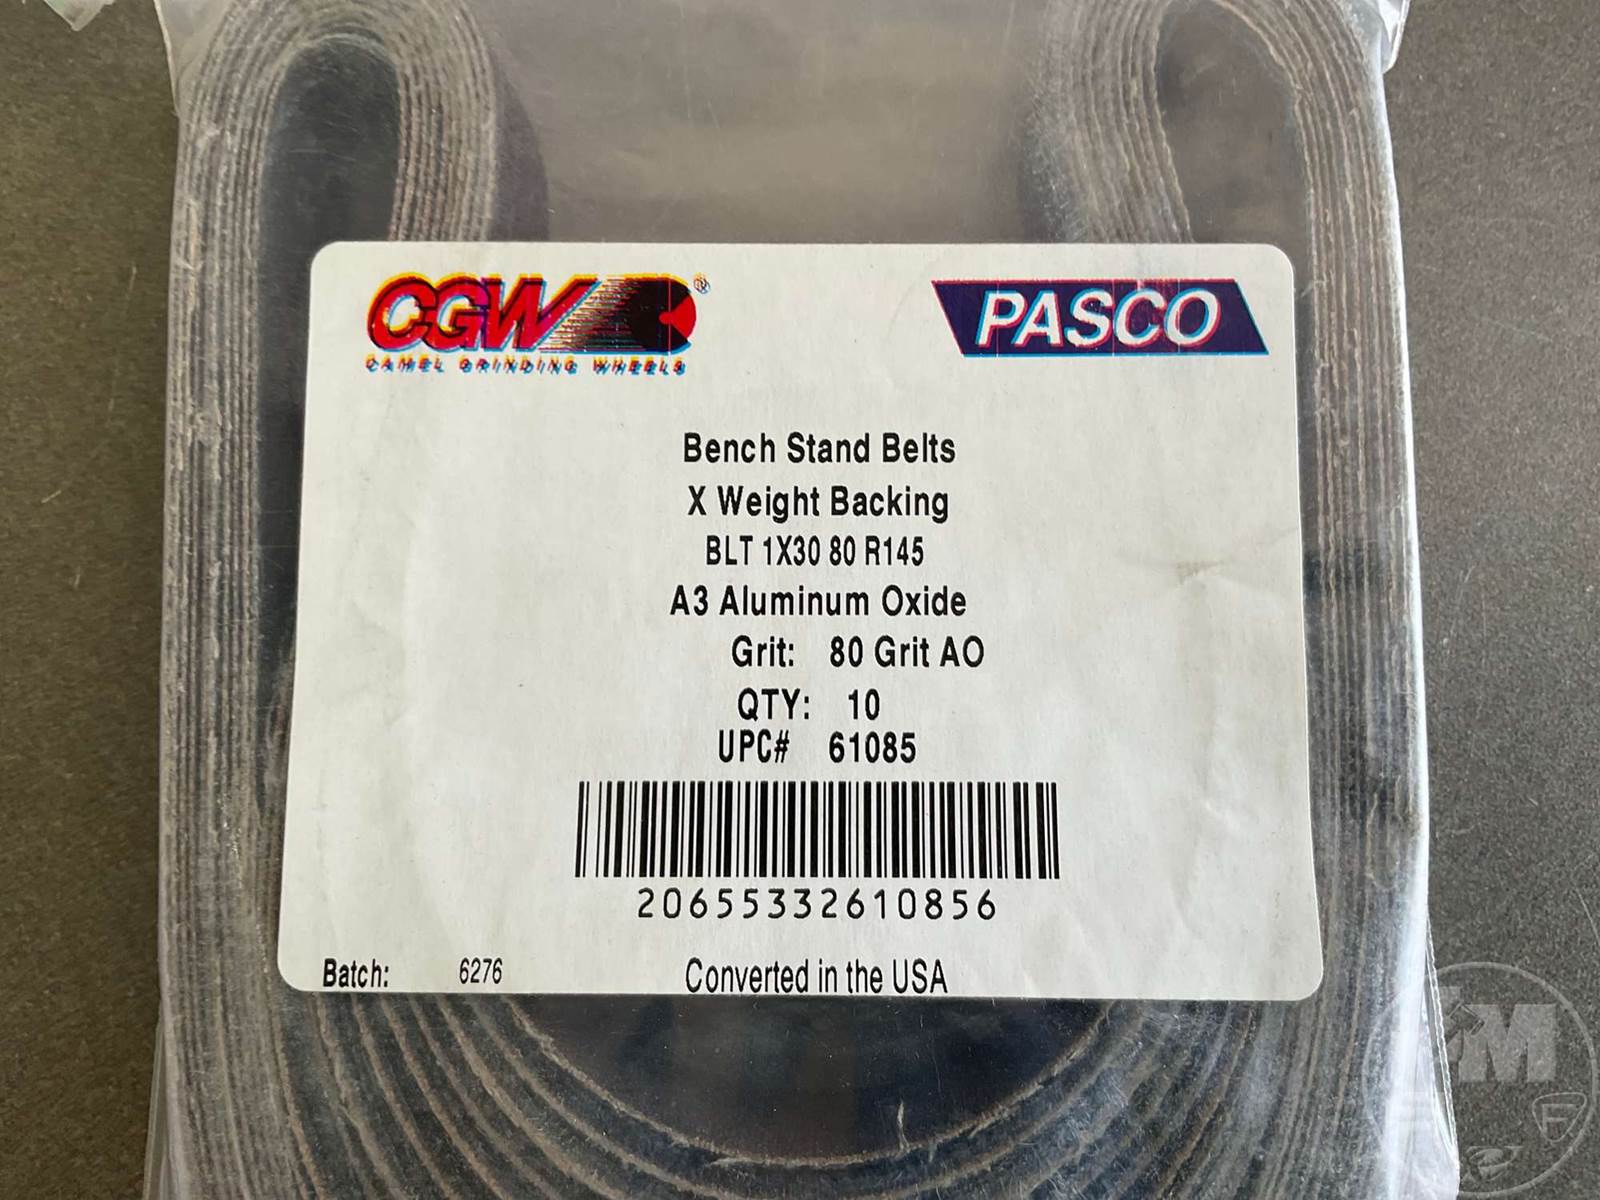 CGW®
CAMEL GRINDING WHEELS
PASCO
Bench Stand Belts
X Weight Backing
BLT 1X30 80 R145
A3 Aluminum Oxide
Grit: 80 Grit AO
QTY: 10
UPC# 61085
20655332610856
Batch: 6276
Converted in the USA